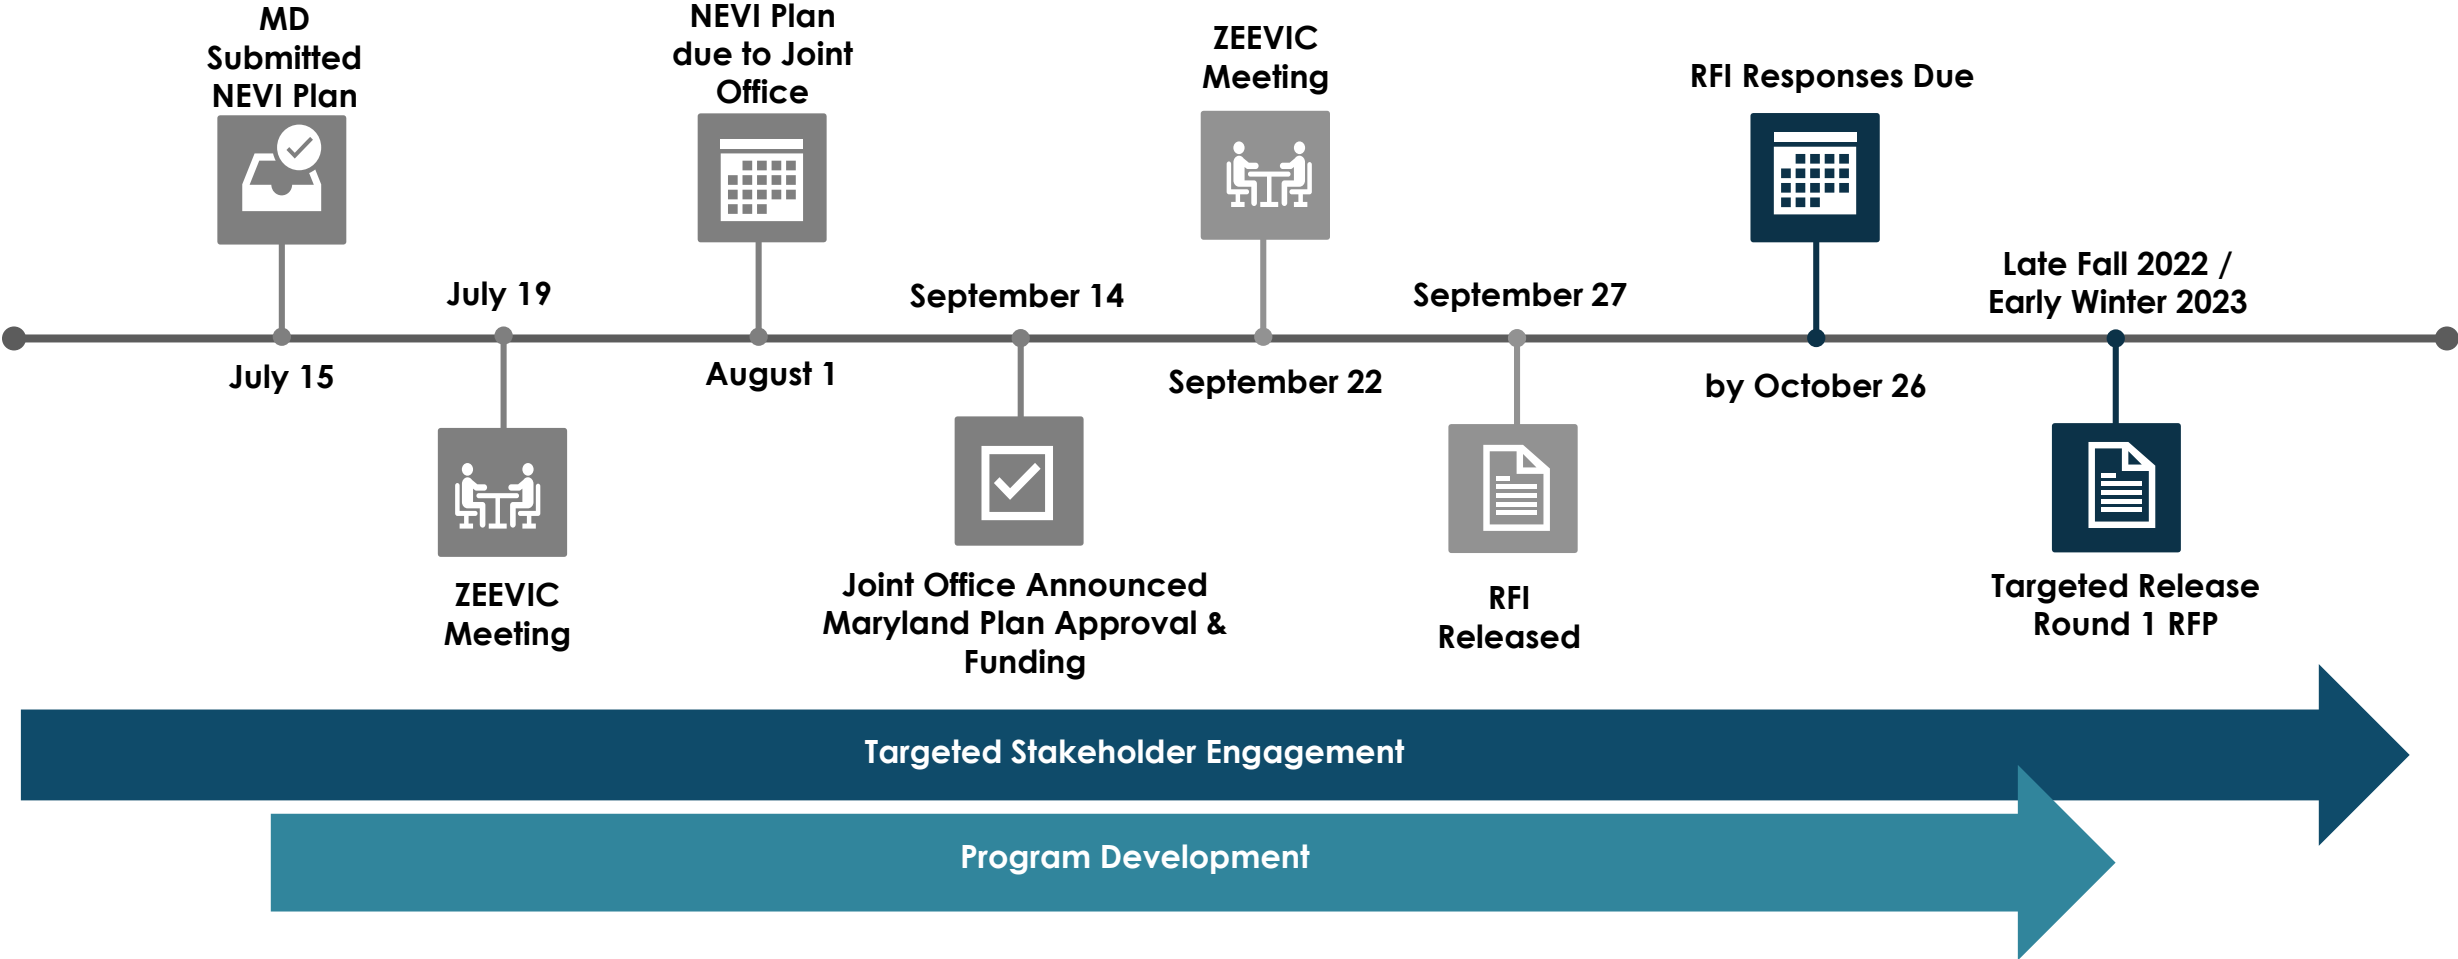 MD
Submitted
NEVI Plan
July 15
July 19
ZEEVIC
Meeting
NEVI Plan
due to Joint
Office
August 1
September 14
Joint Office Announced
Maryland Plan Approval &
Funding
ZEEVIC
Meeting
September 22
September 27
RFI
Released
RFI Responses Due
by October 26
Late Fall 2022 /
Early Winter 2023
Targeted Release
Round 1 RFP
Targeted Stakeholder Engagement
Program Development